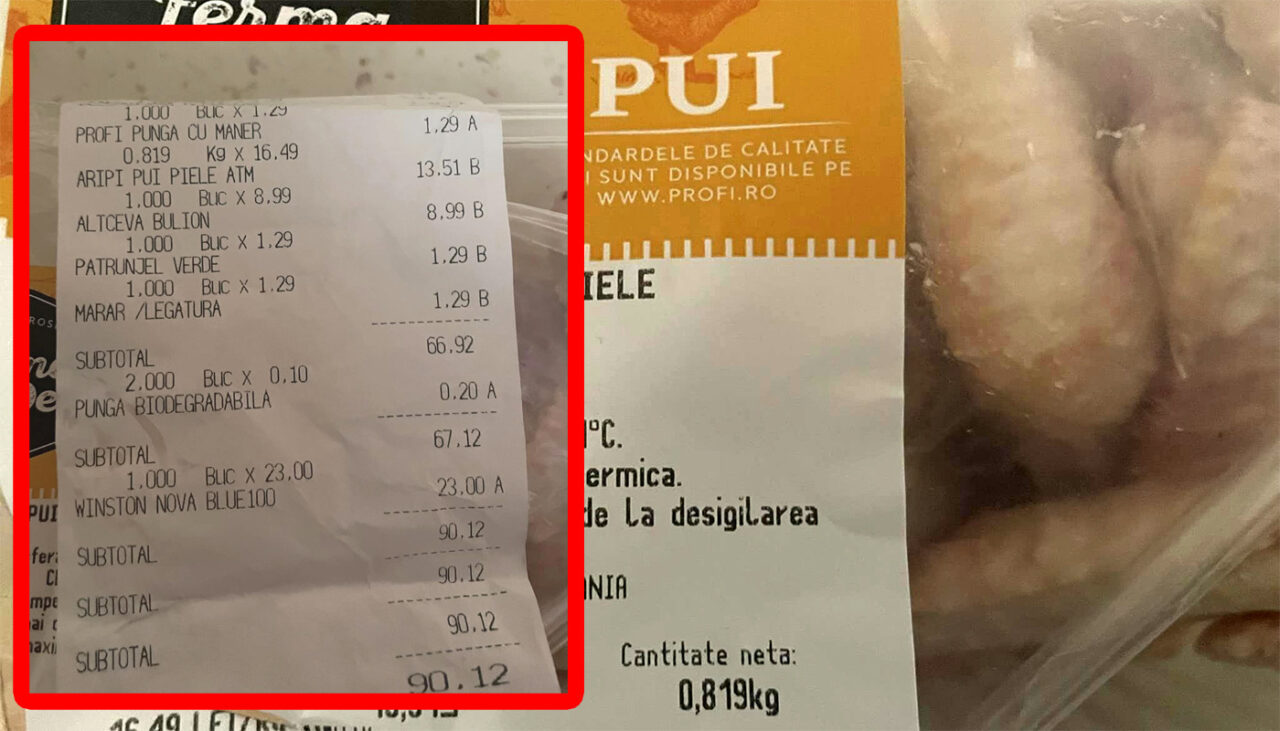 ferma
1.000 BUC X 1.29
PROFI PUNGA CU MANER 1,29 A
0.819 Kg X 16.49
ARIPI PUI PIELE ATM 13.51 B
1.000 BUC X 8,99
ALTCEVA BULION 8,99 B
1.000 BUC X 1,29
PATRUNJEL VERDE 1.29 B
1.000 BUC X 1.29
MARAR /LEGATURA 1.29 B
SUBTOTAL 66,92
2,000 BUC X 0,10
PUNGA BIODEGRADABILA 0.20 A
SUBTOTAL 67.12
1,000 BUC X 23,00
WINSTON NOVA BLUE100 23,00 A
SUBTOTAL 90.12
SUBTOTAL 90.12
SUBTOTAL 90.12
90.12
PUI
NDARDELE DE CALITATE
I SUNT DISPONIBILE PE
WWW.PROFI.RO
IELE
1°C.
ermica.
de la desigilarea
NIA
Cantitate neta:
0,819kg
PUI